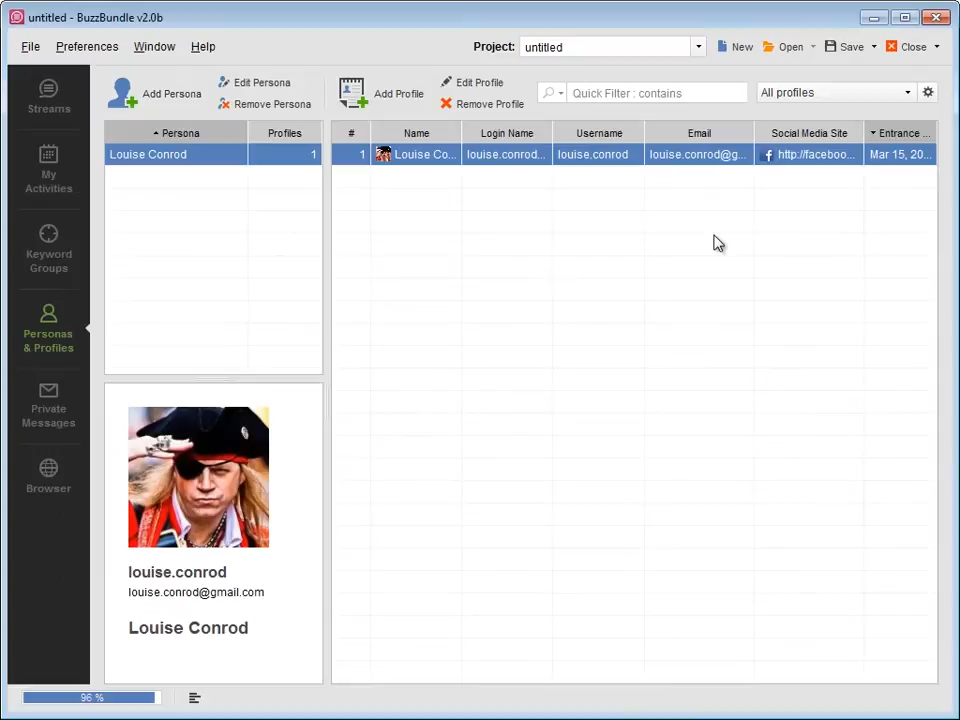 untitled - BuzzBundle v2.0b
File Preferences Window Help Project: untitled New Open Save Close
Streams
My
Activities
Keyword
Groups
Personas
& Profiles
Private
Messages
Browser
Add Persona Edit Persona
Remove Persona
Add Profile Edit Profile
Remove Profile
Quick Filter : contains All profiles
Persona Profiles
Louise Conrod 1
# Name Login Name Username Email Social Media Site Entrance ...
1 Louise Co... louise.conrod... louise.conrod louise.conrod@g... http://faceboo... Mar 15, 20...
louise.conrod
louise.conrod@gmail.com
Louise Conrod
96 %